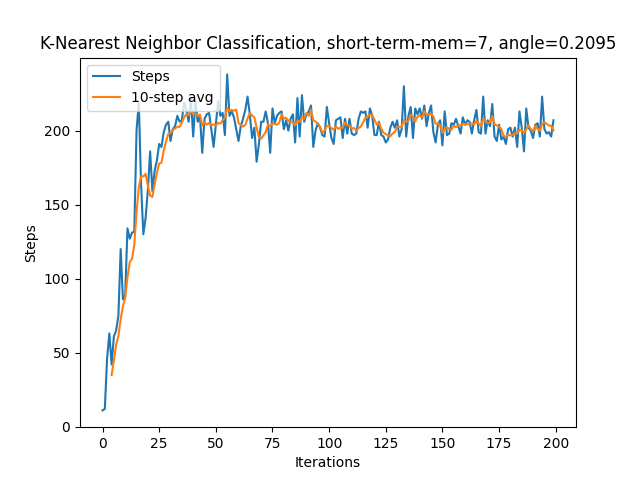 K-Nearest Neighbor Classification, short-term-mem=7, angle=0.2095
Steps
10-step avg
200
150
100
50
0
Steps
0 25 50 75 100 125 150 175 200
Iterations